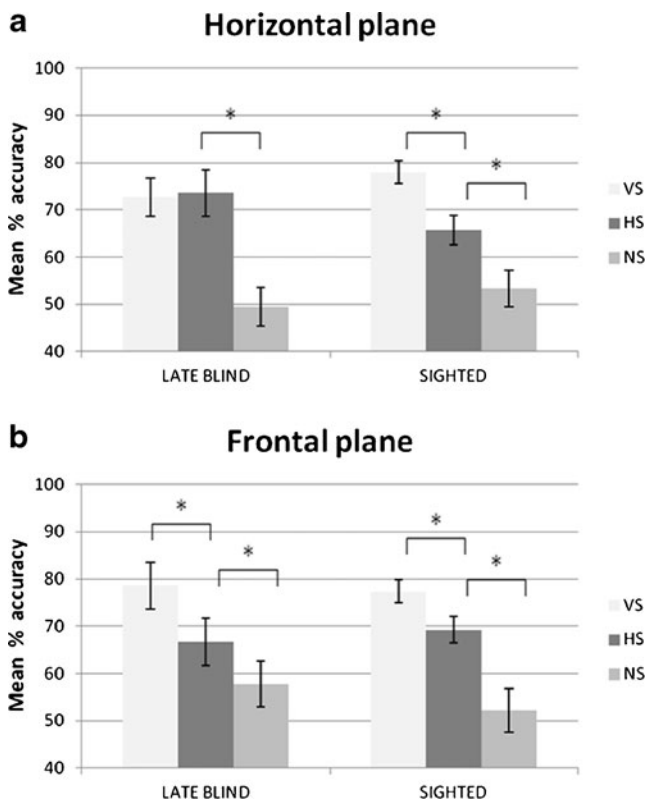 a
Horizontal plane
Mean % accuracy
100
90
80
70
60
50
40
*
*
*
LATE BLIND
SIGHTED
VS
HS
NS
b
Frontal plane
Mean % accuracy
100
90
80
70
60
50
40
*
*
*
*
LATE BLIND
SIGHTED
VS
HS
NS